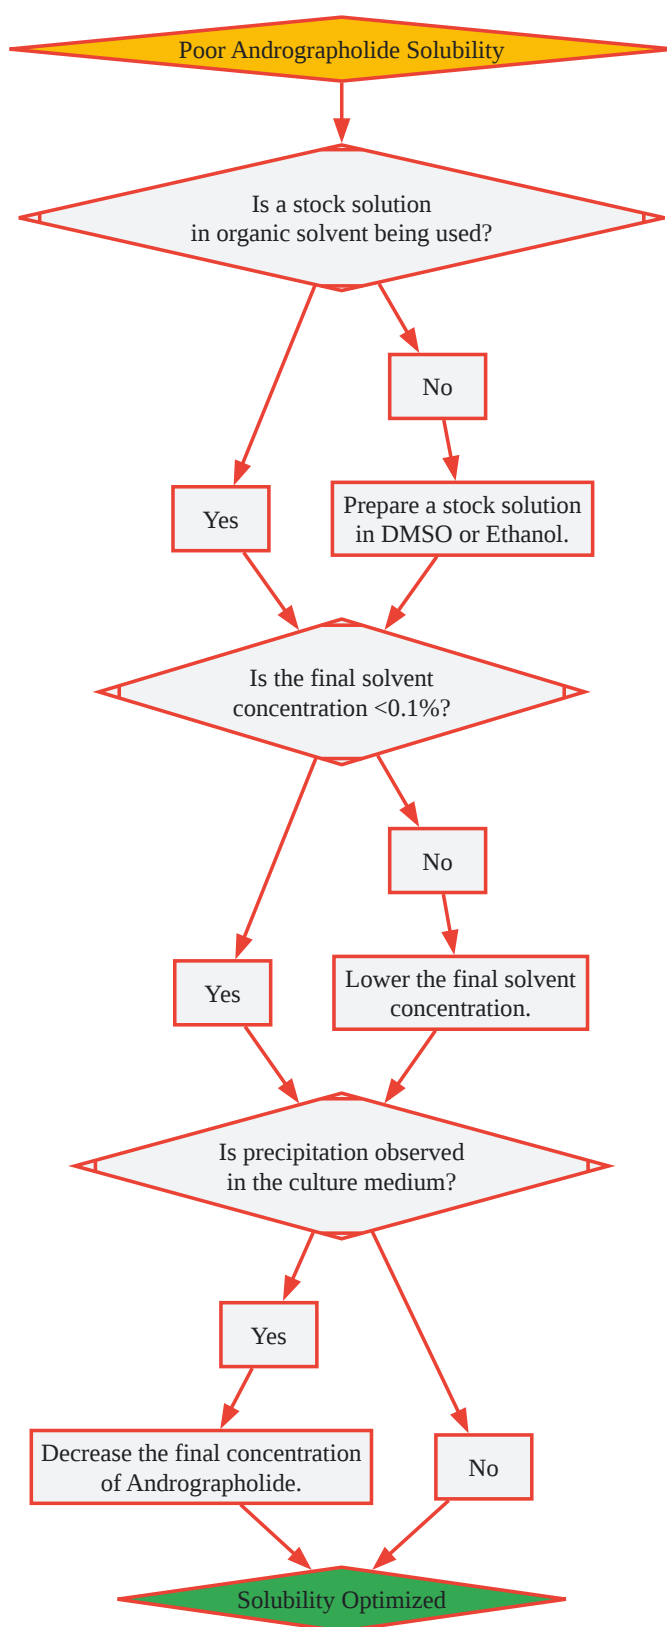 Poor Andrographolide Solubility
Is a stock solution
in organic solvent being used?
No
Yes
Prepare a stock solution
in DMSO or Ethanol.
Is the final solvent
concentration <0.1%?
No
Yes
Lower the final solvent
concentration.
Is precipitation observed
in the culture medium?
Yes
Decrease the final concentration
of Andrographolide.
No
Solubility Optimized